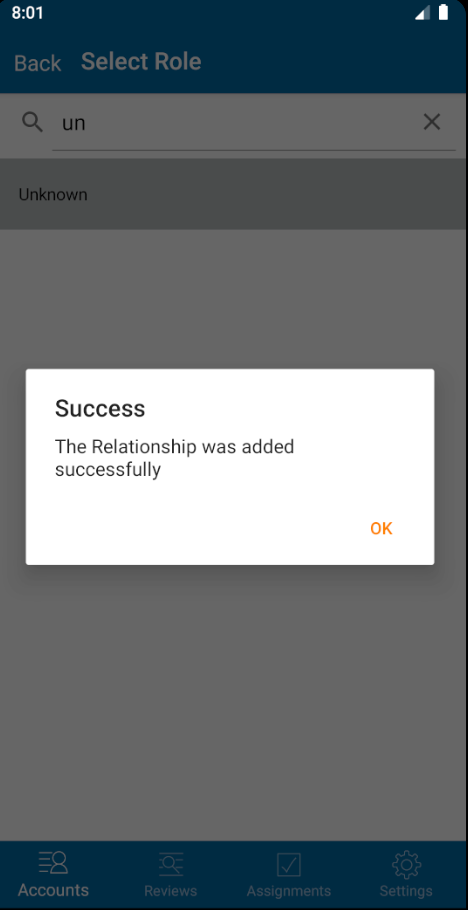 8:01
Back Select Role
un
Unknown
Success
The Relationship was added
successfully
OK
Accounts Reviews Assignments Settings